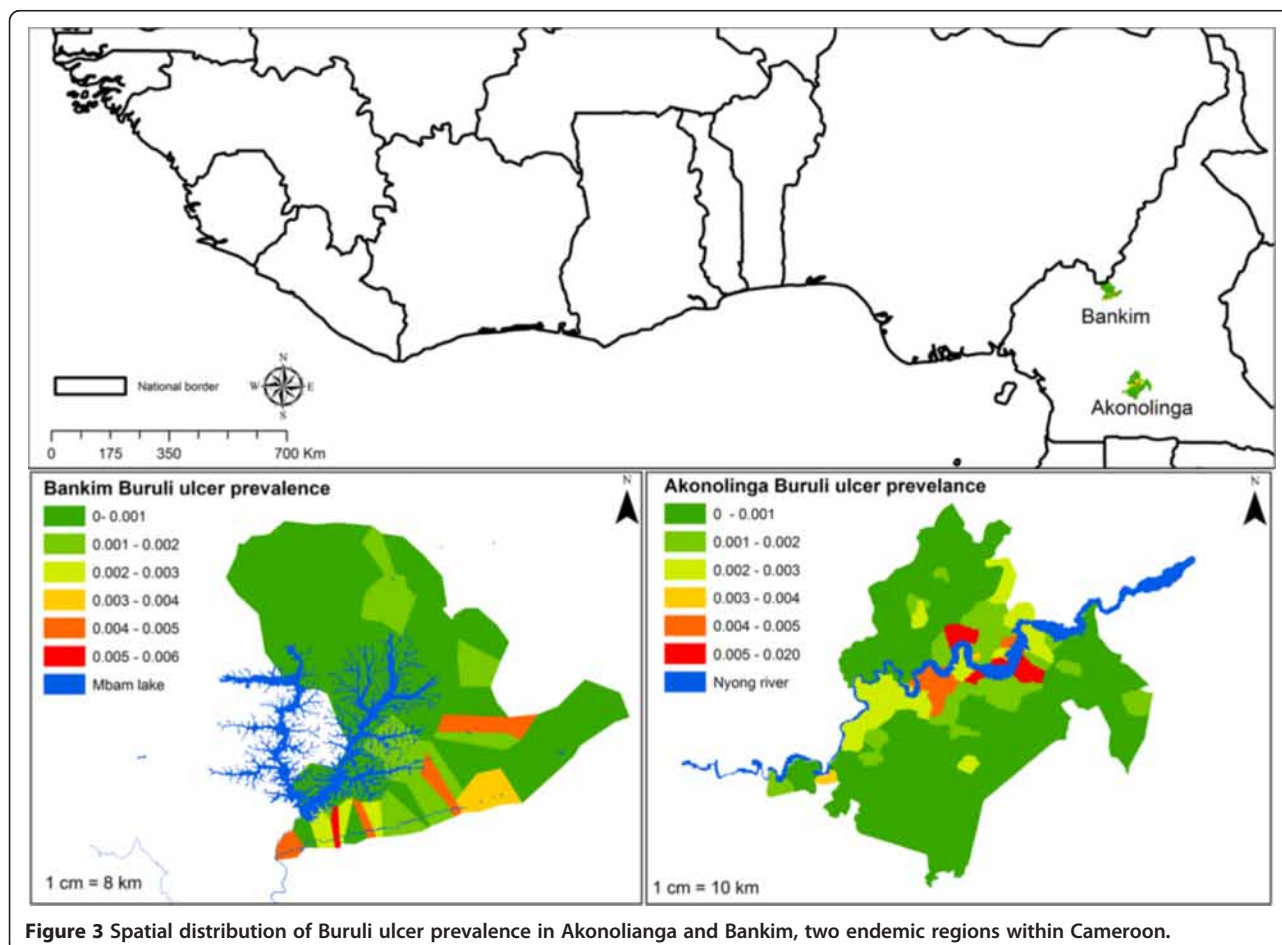 Bankim
Akonolinga
N
W E
S
National border
0 175 350 700 Km
Bankim Buruli ulcer prevalence
N
0- 0.001
0.001 - 0.002
0.002 - 0.003
0.003 - 0.004
0.004 - 0.005
0.005 - 0.006
Mbam lake
1 cm = 8 km
Akonolinga Buruli ulcer prevelance
N
0 - 0.001
0.001 - 0.002
0.002 - 0.003
0.003 - 0.004
0.004 - 0.005
0.005 - 0.020
Nyong river
1 cm = 10 km
Figure 3 Spatial distribution of Buruli ulcer prevalence in Akonolianga and Bankim, two endemic regions within Cameroon.